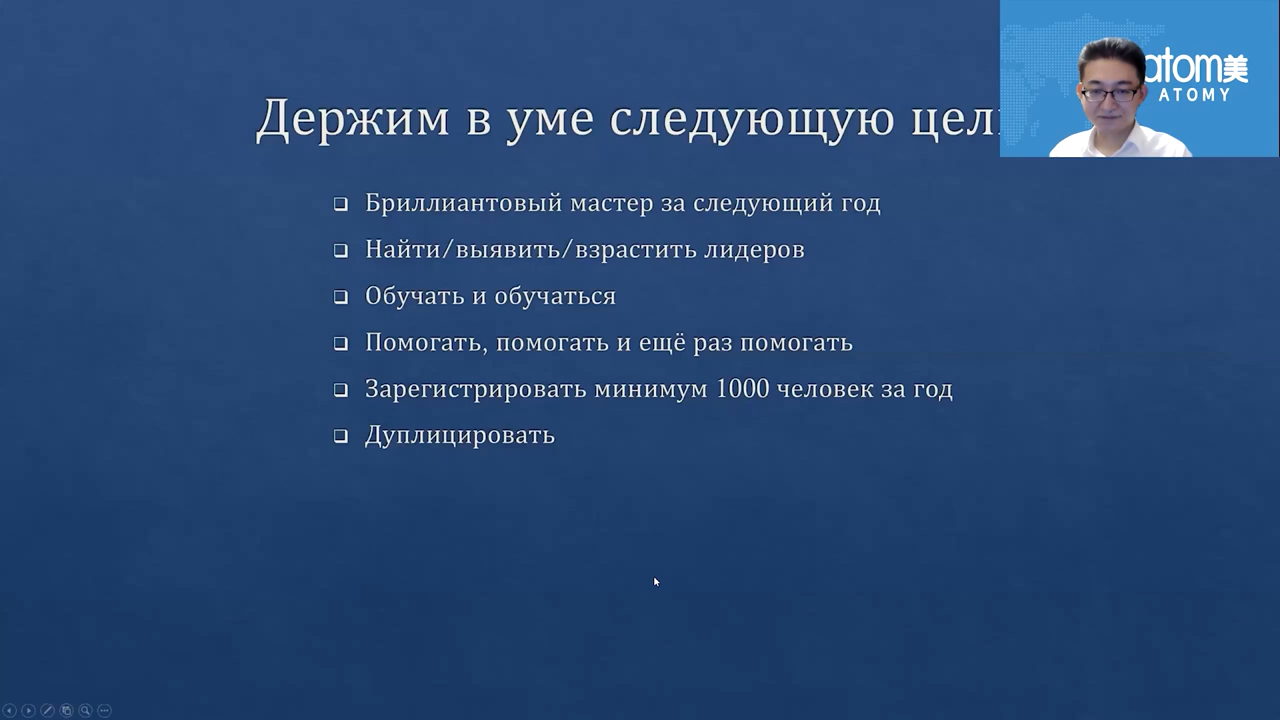 Держим в уме следующую
atom美
ATOMY
Бриллиантовый мастер за следующий год
Найти/выявить/взрастить лидеров
Обучать и обучаться
Помогать, помогать и ещё раз помогать
Зарегистрировать минимум 1000 человек за год
Дуплицировать